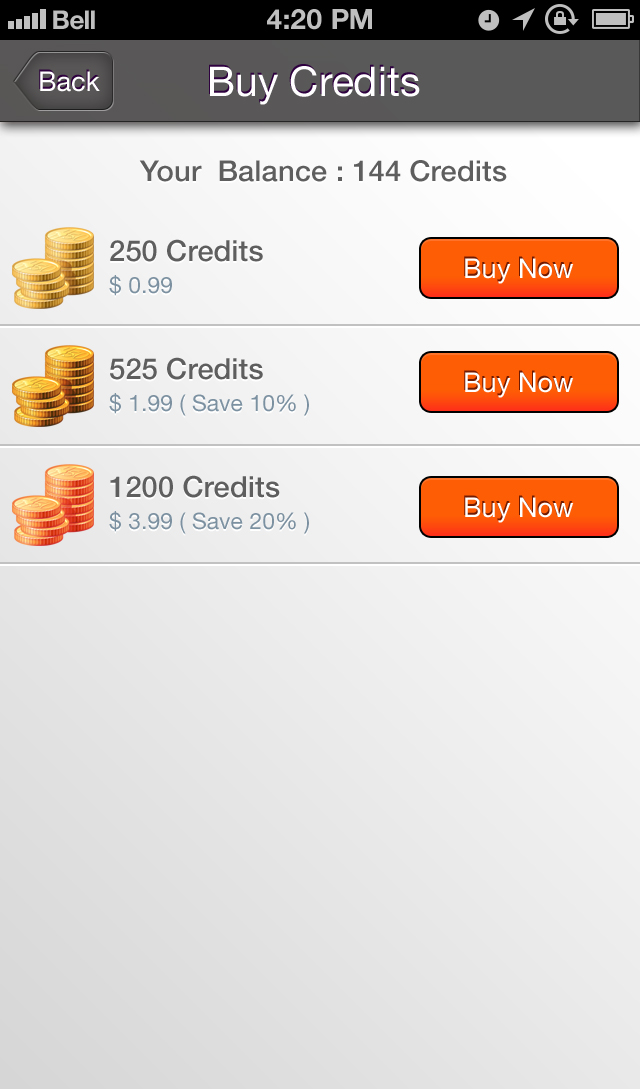 Bell 4:20 PM
Back Buy Credits
Your  Balance : 144 Credits
250 Credits
$ 0.99
Buy Now
525 Credits
$ 1.99 ( Save 10% )
Buy Now
1200 Credits
$ 3.99 ( Save 20% )
Buy Now